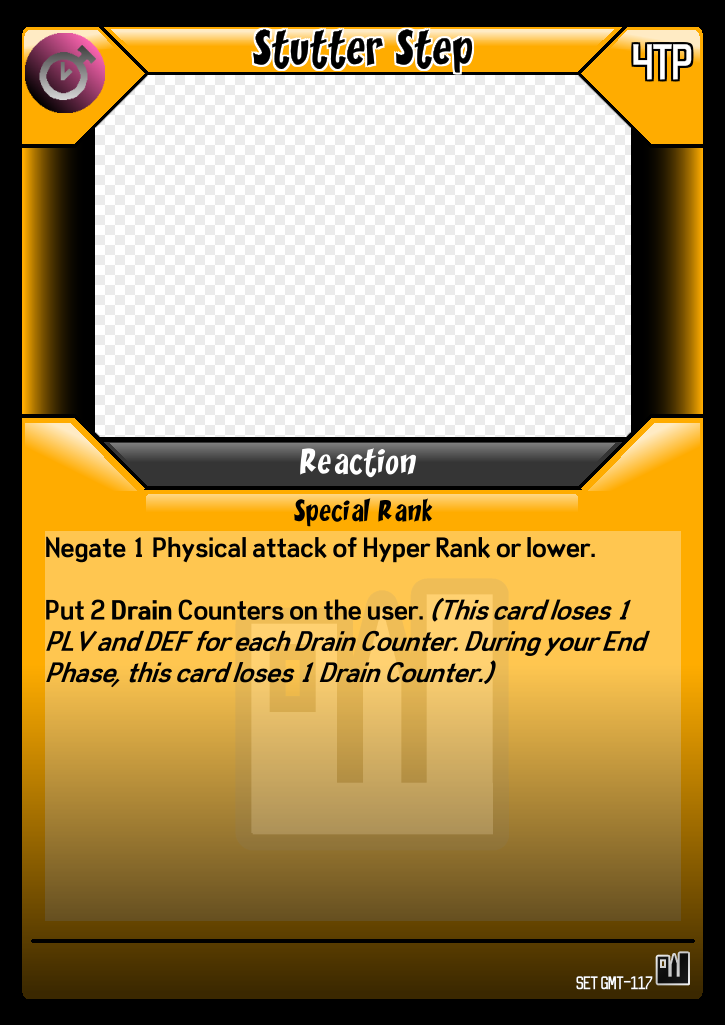 Stutter Step
4TP
Reaction
Special Rank
Negate 1 Physical attack of Hyper Rank or lower.
Put 2 Drain Counters on the user. (This card loses 1
PLV and DEF for each Drain Counter. During your End
Phase, this card loses 1 Drain Counter.)
SET GMT-117